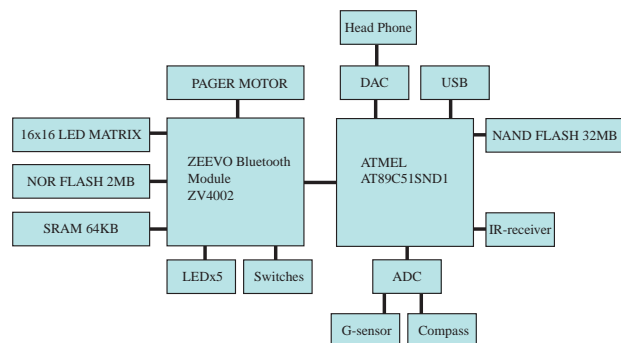 Head Phone
PAGER MOTOR
DAC
USB
16x16 LED MATRIX
ZEEVO Bluetooth
Module
ZV4002
ATMEL
AT89C51SND1
NAND FLASH 32MB
NOR FLASH 2MB
SRAM 64KB
IR-receiver
LEDx5
Switches
ADC
G-sensor
Compass